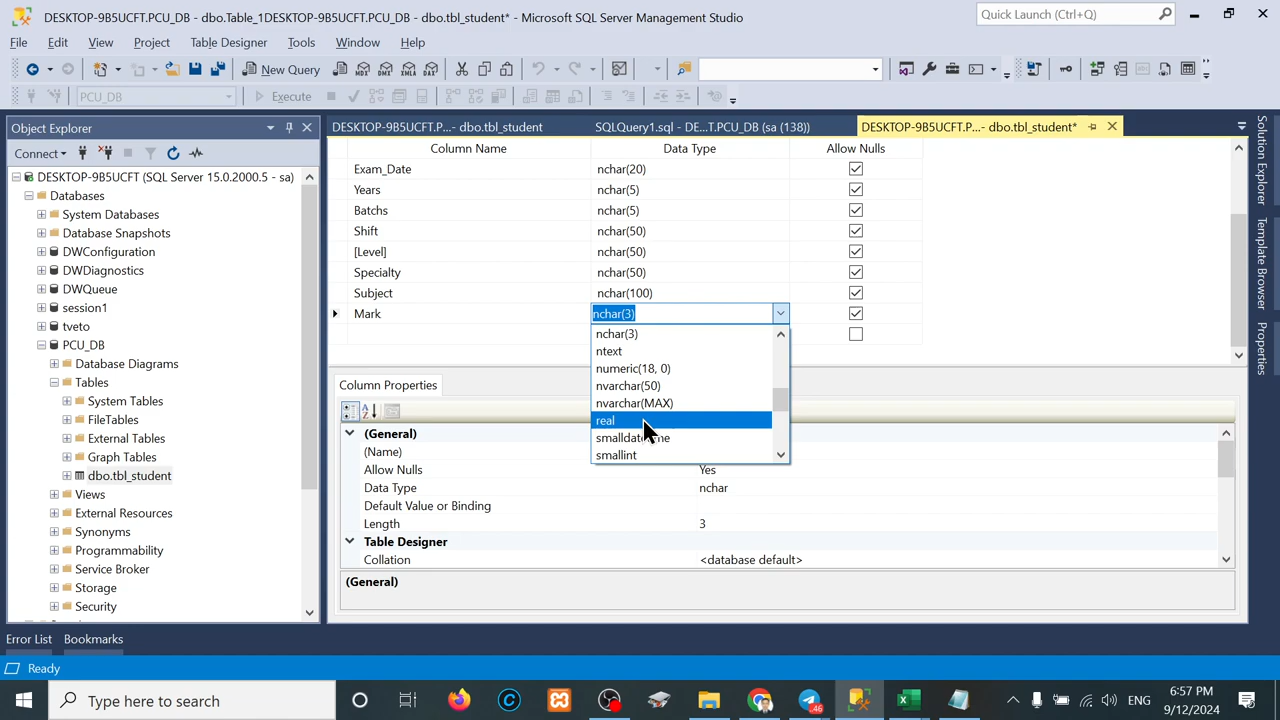 DESKTOP-9B5UCFT.PCU_DB - dbo.Table_1DESKTOP-9B5UCFT.PCU_DB - dbo.tbl_student* - Microsoft SQL Server Management Studio
Quick Launch (Ctrl+Q)
File Edit View Project Table Designer Tools Window Help
New Query
PCU_DB
Execute
Object Explorer
DESKTOP-9B5UCFT.P...- dbo.tbl_student
SQLQuery1.sql - DE...T.PCU_DB (sa (138))
DESKTOP-9B5UCFT.P...- dbo.tbl_student*
Connect
DESKTOP-9B5UCFT (SQL Server 15.0.2000.5 - sa)
Databases
System Databases
Database Snapshots
DWConfiguration
DWDiagnostics
DWQueue
session1
tveto
PCU_DB
Database Diagrams
Tables
System Tables
FileTables
External Tables
Graph Tables
dbo.tbl_student
Views
External Resources
Synonyms
Programmability
Service Broker
Storage
Security
Column Name Data Type Allow Nulls
Exam_Date nchar(20)
Years nchar(5)
Batchs nchar(5)
Shift nchar(50)
[Level] nchar(50)
Specialty nchar(50)
Subject nchar(100)
Mark nchar(3)
nchar(3)
ntext
numeric(18, 0)
nvarchar(50)
nvarchar(MAX)
real
smallint
Column Properties
(General)
(Name)
Allow Nulls Yes
Data Type nchar
Default Value or Binding
Length 3
Table Designer
Collation <database default>
(General)
Solution Explorer
Template Browser
Properties
Error List Bookmarks
Ready
Type here to search
46
ENG
6:57 PM
9/12/2024